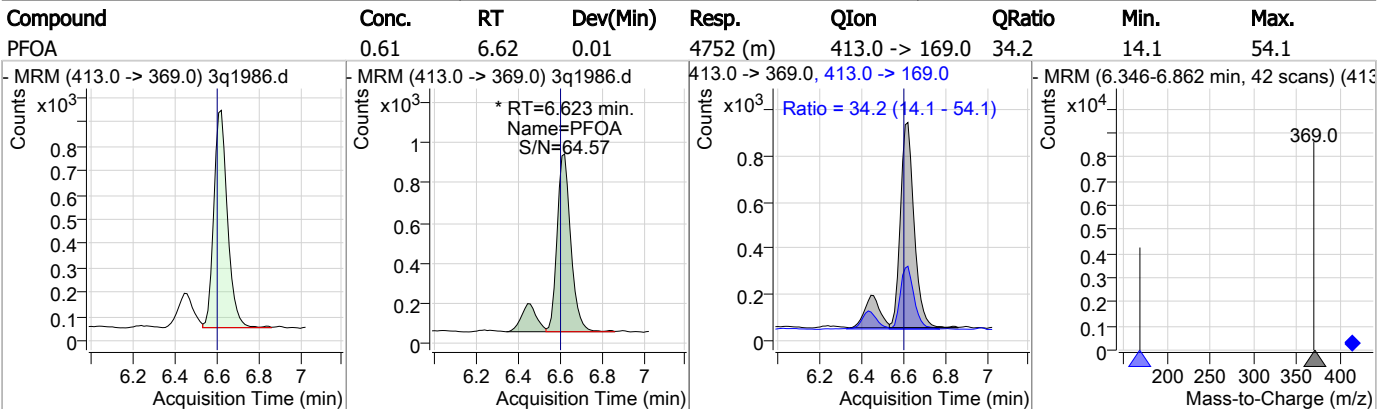 Compound Conc. RT Dev(Min) Resp. QIon QRatio Min. Max.
PFOA 0.61 6.62 0.01 4752 (m) 413.0 -> 169.0 34.2 14.1 54.1
- MRM (413.0 -> 369.0) 3q1986.d
Counts
x10³
0.8
0.7
0.6
0.5
0.4
0.3
0.2
0.1
0
6.2 6.4 6.6 6.8 7
Acquisition Time (min)
- MRM (413.0 -> 369.0) 3q1986.d
Counts
x10³
* RT=6.623 min.
Name=PFOA
S/N=64.57
1
0.8
0.6
0.4
0.2
0
6.2 6.4 6.6 6.8 7
Acquisition Time (min)
413.0 -> 369.0, 413.0 -> 169.0
Counts
x10³
Ratio = 34.2 (14.1 - 54.1)
0.8
0.6
0.4
0.2
0
6.2 6.4 6.6 6.8 7
Acquisition Time (min)
- MRM (6.346-6.862 min, 42 scans) (413
Counts
x10⁴
369.0
0.8
0.7
0.6
0.5
0.4
0.3
0.2
0.1
0
200 250 300 350 400
Mass-to-Charge (m/z)